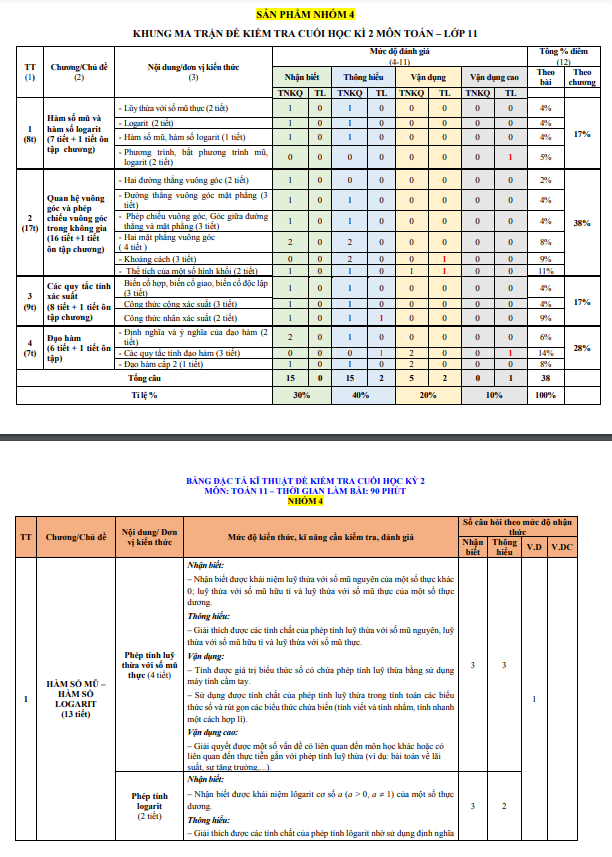 SẢN PHẨM NHÓM 4
KHUNG MA TRẬN ĐỀ KIỂM TRA CUỐI HỌC KÌ 2 MÔN TOÁN – LỚP 11
TT (1) Chương/Chủ đề (2) Nội dung/đơn vị kiến thức (3) Mức độ đánh giá (4-11) Tổng % điểm (12)
Nhận biết Thông hiểu Vận dụng Vận dụng cao Theo bài Theo chương
TNKQ TL TNKQ TL TNKQ TL TNKQ TL
1 (8t) Hàm số mũ và hàm số logarit (7 tiết + 1 tiết ôn tập chương) 17%
- Lũy thừa với số mũ thực (2 tiết) 1 0 1 0 0 0 0 0 4%
- Logarit (2 tiết) 1 0 1 0 0 0 0 0 4%
- Hàm số mũ, hàm số logarit (1 tiết) 1 0 1 0 0 0 0 0 4%
- Phương trình, bất phương trình mũ, logarit (2 tiết) 0 0 0 0 0 0 0 1 5%
2 (17t) Quan hệ vuông góc và phép chiếu vuông góc trong không gia (16 tiết +1 tiết ôn tập chương) 38%
- Hai đường thẳng vuông góc (2 tiết) 1 0 0 0 0 0 0 0 2%
- Đường thẳng vuông góc mặt phẳng (3 tiết) 1 0 1 0 0 0 0 0 4%
- Phép chiếu vuông góc, Góc giữa đường thẳng và mặt phẳng (3 tiết) 1 0 1 0 0 0 0 0 4%
- Hai mặt phẳng vuông góc (4 tiết ) 2 0 2 0 0 0 0 0 8%
- Khoảng cách (3 tiết) 0 0 2 0 0 1 0 0 9%
- Thể tích của một số hình khối (2 tiết) 1 0 1 0 1 1 0 0 11%
3 (9t) Các quy tắc tính xác suất (8 tiết + 1 tiết ôn tập chương) 17%
Biến cố hợp, biến cố giao, biến cố độc lập (3 tiết) 1 0 1 0 0 0 0 0 4%
Công thức cộng xác suất (3 tiết) 1 0 1 0 0 0 0 0 4%
Công thức nhân xác suất (2 tiết) 1 0 1 1 0 0 0 0 9%
4 (7t) Đạo hàm (6 tiết + 1 tiết ôn tập) 28%
- Định nghĩa và ý nghĩa của đạo hàm (2 tiết) 2 0 1 0 0 0 0 0 6%
- Các quy tắc tính đạo hàm (3 tiết) 0 0 0 1 2 0 0 1 14%
- Đạo hàm cấp 2 (1 tiết) 1 0 1 0 2 0 0 0 8%
Tổng câu 15 0 15 2 5 2 0 1 38
Tỉ lệ % 30% 40% 20% 10% 100%
BẢNG ĐẶC TẢ KĨ THUẬT ĐỀ KIỂM TRA CUỐI HỌC KỲ 2
MÔN: TOÁN 11 – THỜI GIAN LÀM BÀI: 90 PHÚT
NHÓM 4
TT Chương/Chủ đề Nội dung/ Đơn vị kiến thức Mức độ kiến thức, kĩ năng cần kiểm tra, đánh giá Số câu hỏi theo mức độ nhận thức
Nhận biết Thông hiểu V.D V.DC
1 HÀM SỐ MŨ – HÀM SỐ LOGARIT (13 tiết)
Phép tính luỹ thừa với số mũ thực (4 tiết) 3 3 1
Nhận biết:
– Nhận biết được khái niệm luỹ thừa với số mũ nguyên của một số thực khác
0; luỹ thừa với số mũ hữu tỉ và luỹ thừa với số mũ thực của một số thực
dương.
Thông hiểu:
– Giải thích được các tính chất của phép tính luỹ thừa với số mũ nguyên, luỹ
thừa với số mũ hữu tỉ và luỹ thừa với số mũ thực.
Vận dụng:
– Tính được giá trị biểu thức số có chứa phép tính luỹ thừa bằng sử dụng
máy tính cầm tay.
– Sử dụng được tính chất của phép tính luỹ thừa trong tính toán các biểu
thức số và rút gọn các biểu thức chứa biến (tính viết và tính nhẩm, tính nhanh
một cách hợp lí).
Vận dụng cao:
– Giải quyết được một số vấn đề có liên quan đến môn học khác hoặc có
liên quan đến thực tiễn gắn với phép tính luỹ thừa (ví dụ: bài toán về lãi
suất, sự tăng trưởng,...).
Phép tính logarit (2 tiết) 3 2
Nhận biết:
– Nhận biết được khái niệm lôgarit cơ số a (a > 0, a ≠ 1) của một số thực
dương.
Thông hiểu:
– Giải thích được các tính chất của phép tính lôgarit nhờ sử dụng định nghĩa